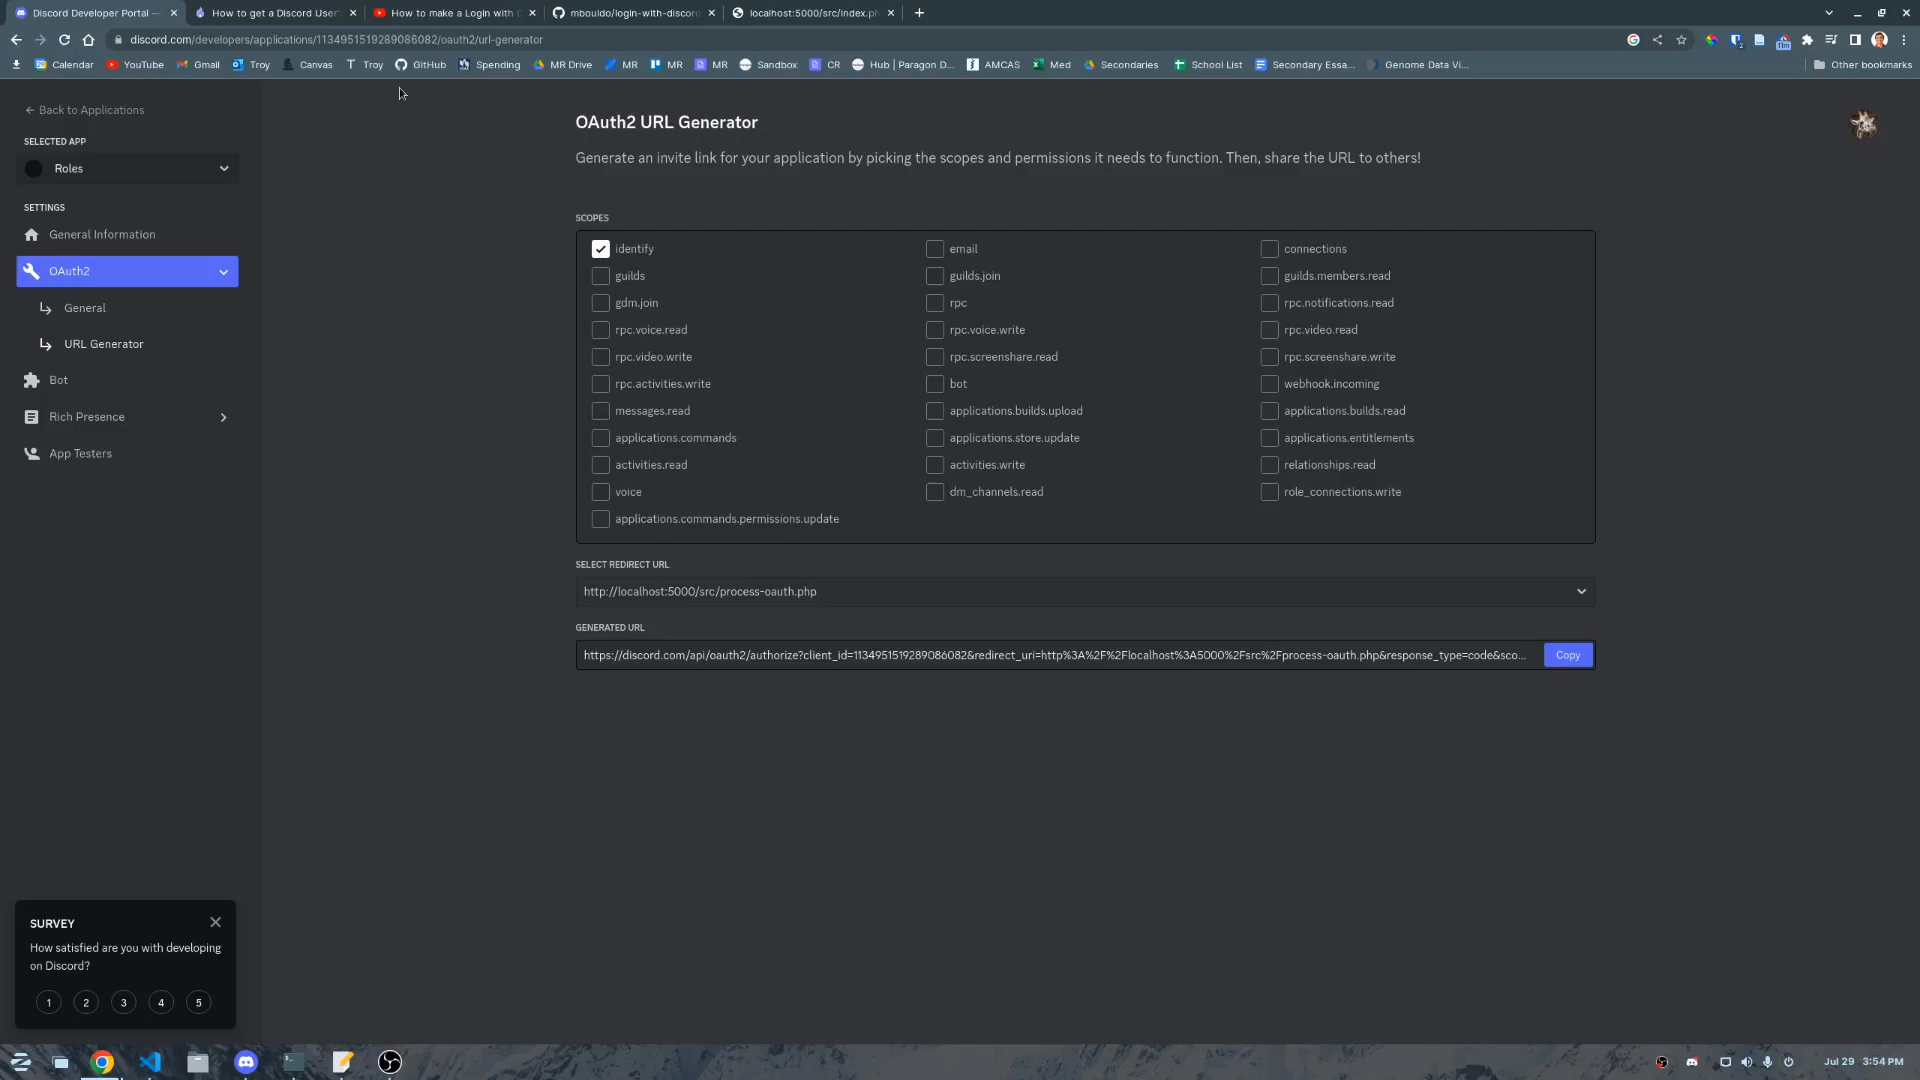 Discord Developer Portal —
How to get a Discord User
How to make a Login with D
mbouldo/login-with-discor
localhost:5000/src/index.ph
discord.com/developers/applications/1134951519289086082/oauth2/url-generator
Calendar
YouTube
Gmail
Troy
Canvas
Troy
GitHub
Spending
MR Drive
MR
MR
MR
Sandbox
CR
Hub | Paragon D...
AMCAS
Med
Secondaries
School List
Secondary Essa...
Genome Data Vi...
Other bookmarks
Back to Applications
SELECTED APP
Roles
SETTINGS
General Information
OAuth2
General
URL Generator
Bot
Rich Presence
App Testers
OAuth2 URL Generator
Generate an invite link for your application by picking the scopes and permissions it needs to function. Then, share the URL to others!
SCOPES
identify
email
connections
guilds
guilds.join
guilds.members.read
gdm.join
rpc
rpc.notifications.read
rpc.voice.read
rpc.voice.write
rpc.video.read
rpc.video.write
rpc.screenshare.read
rpc.screenshare.write
rpc.activities.write
bot
webhook.incoming
messages.read
applications.builds.upload
applications.builds.read
applications.commands
applications.store.update
applications.entitlements
activities.read
activities.write
relationships.read
voice
dm_channels.read
role_connections.write
applications.commands.permissions.update
SELECT REDIRECT URL
http://localhost:5000/src/process-oauth.php
GENERATED URL
https://discord.com/api/oauth2/authorize?client_id=1134951519289086082&redirect_uri=http%3A%2F%2Flocalhost%3A5000%2Fsrc%2Fprocess-oauth.php&response_type=code&sco...
Copy
SURVEY
How satisfied are you with developing
on Discord?
1 2 3 4 5
Jul 29 3:54 PM